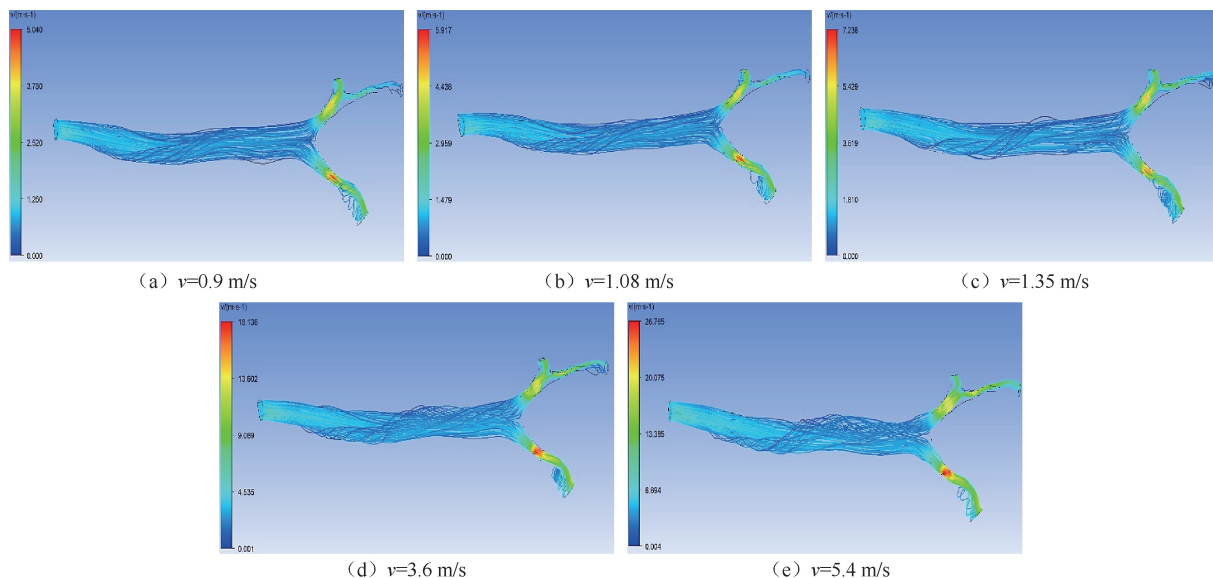 v/(m·s-1)
5.040
3.780
2.520
1.250
0.000
(a) v=0.9 m/s
v/(m·s-1)
5.917
4.438
2.959
1.479
0.000
(b) v=1.08 m/s
v/(m·s-1)
7.238
5.429
3.619
1.810
0.000
(c) v=1.35 m/s
v/(m·s-1)
18.136
13.602
9.069
4.535
0.001
(d) v=3.6 m/s
v/(m·s-1)
26.765
20.075
13.385
6.694
0.004
(e) v=5.4 m/s